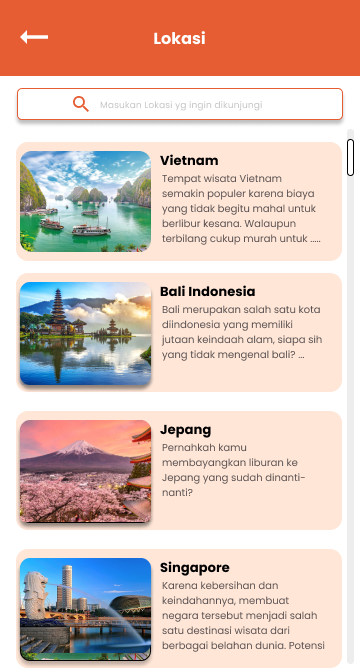 Lokasi
Masukan Lokasi yg ingin dikunjungi
Vietnam
Tempat wisata Vietnam
semakin populer karena biaya
yang tidak begitu mahal untuk
berlibur kesana. Walaupun
terbilang cukup murah untuk .....
Bali Indonesia
Bali merupakan salah satu kota
diindonesia yang memiliki
jutaan keindaah alam, siapa sih
yang tidak mengenal bali? ...
Jepang
Pernahkah kamu
membayangkan liburan ke
Jepang yang sudah dinanti-
nanti?
Singapore
Karena kebersihan dan
keindahannya, membuat
negara tersebut menjadi salah
satu destinasi wisata dari
berbagai belahan dunia. Potensi